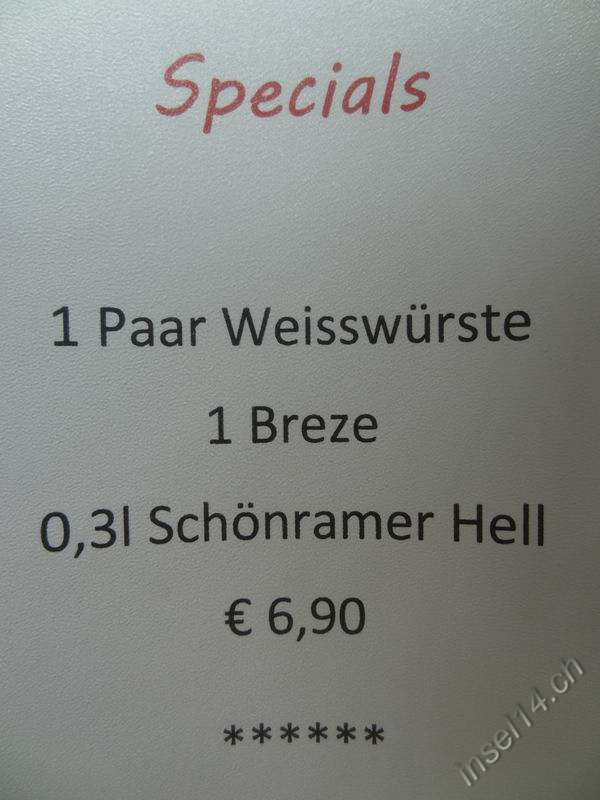 Specials
1 Paar Weisswürste
1 Breze
0,3l Schönramer Hell
€ 6,90
******
insel14.ch